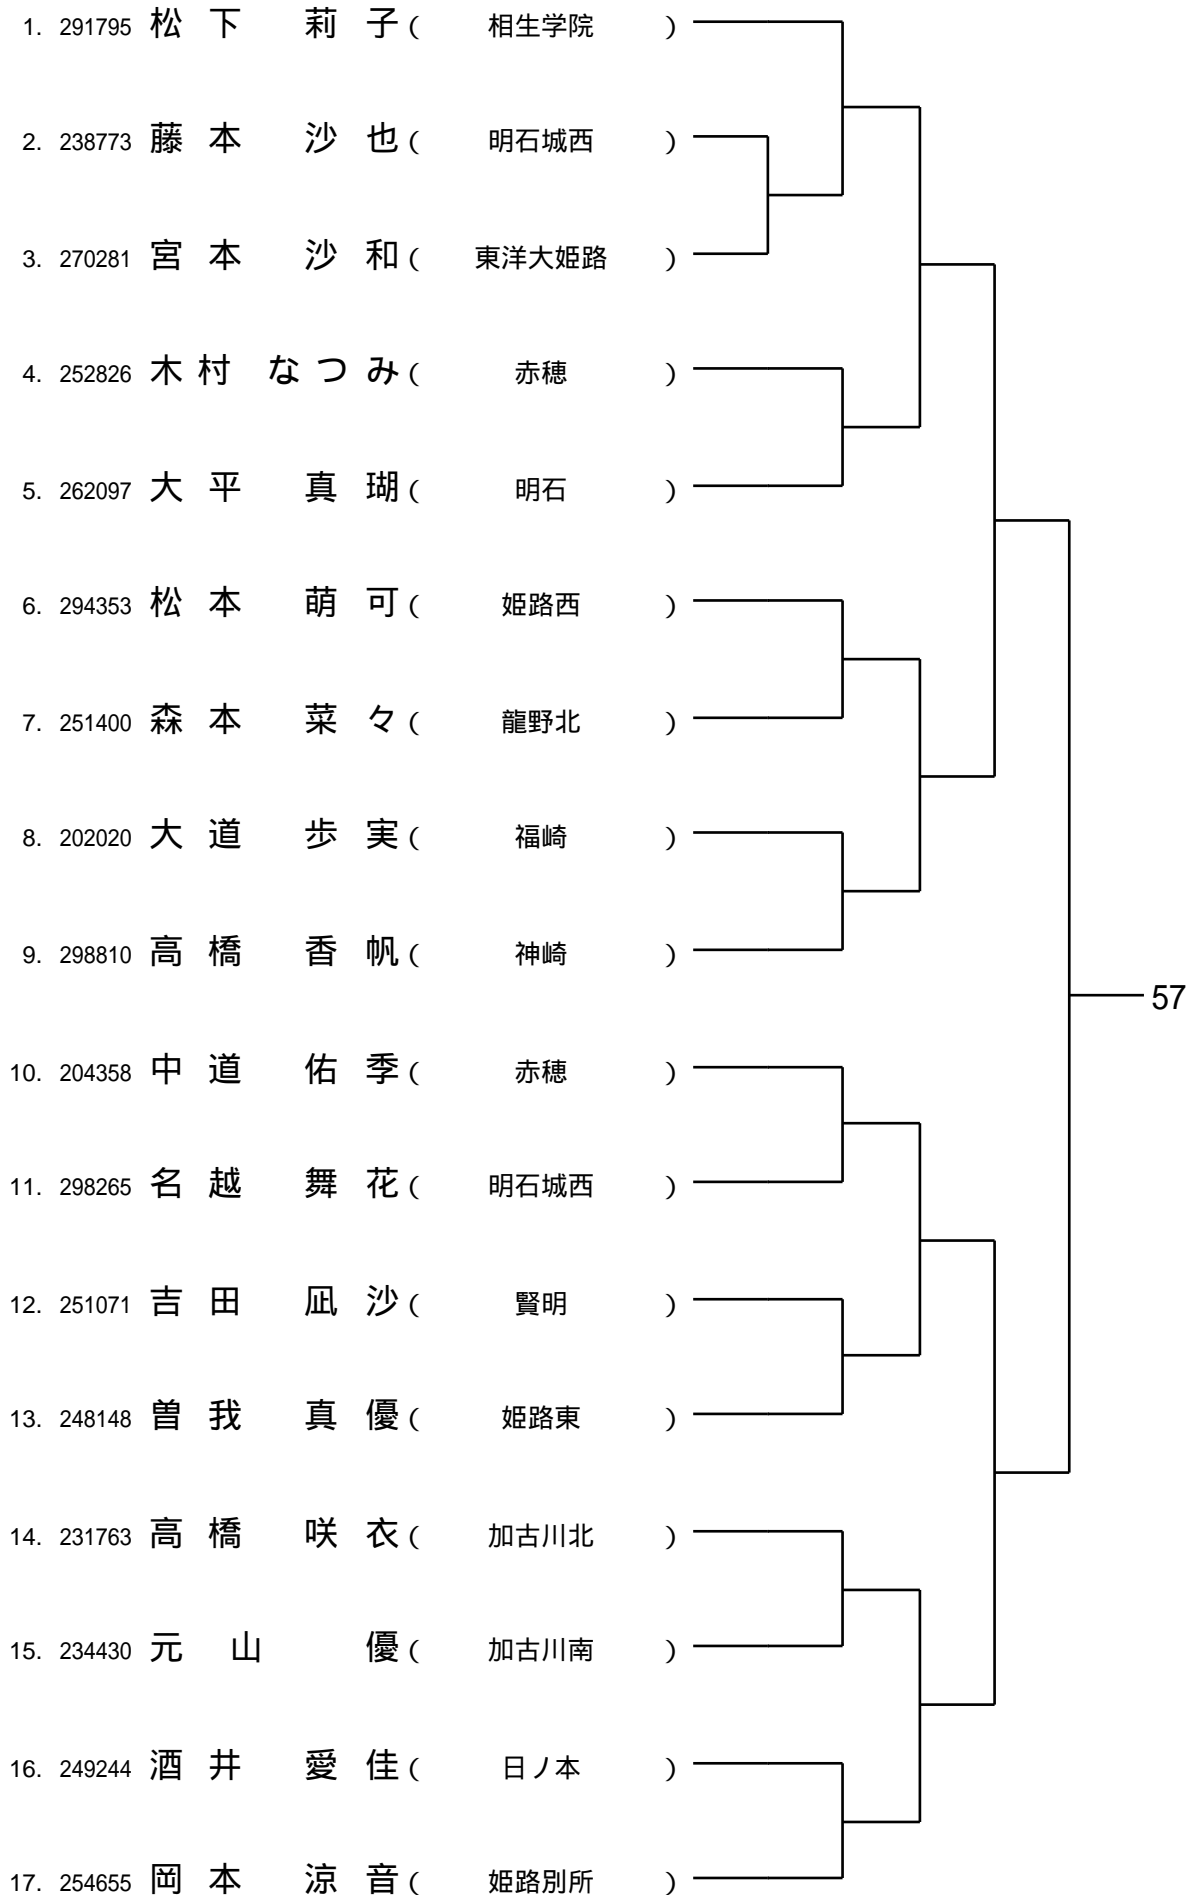 1. 291795 松下 莉子 ( 相生学院 )
2. 238773 藤本 沙也 ( 明石城西 )
3. 270281 宮本 沙和 ( 東洋大姫路 )
4. 252826 木村 なつみ ( 赤穂 )
5. 262097 大平 真瑚 ( 明石 )
6. 294353 松本 萌可 ( 姫路西 )
7. 251400 森本 菜々 ( 龍野北 )
8. 202020 大道 歩実 ( 福崎 )
9. 298810 高橋 香帆 ( 神崎 )
57
10. 204358 中道 佑季 ( 赤穂 )
11. 298265 名越 舞花 ( 明石城西 )
12. 251071 吉田 凪沙 ( 賢明 )
13. 248148 曽我 真優 ( 姫路東 )
14. 231763 高橋 咲衣 ( 加古川北 )
15. 234430 元山 優 ( 加古川南 )
16. 249244 酒井 愛佳 ( 日ノ本 )
17. 254655 岡本 涼音 ( 姫路別所 )